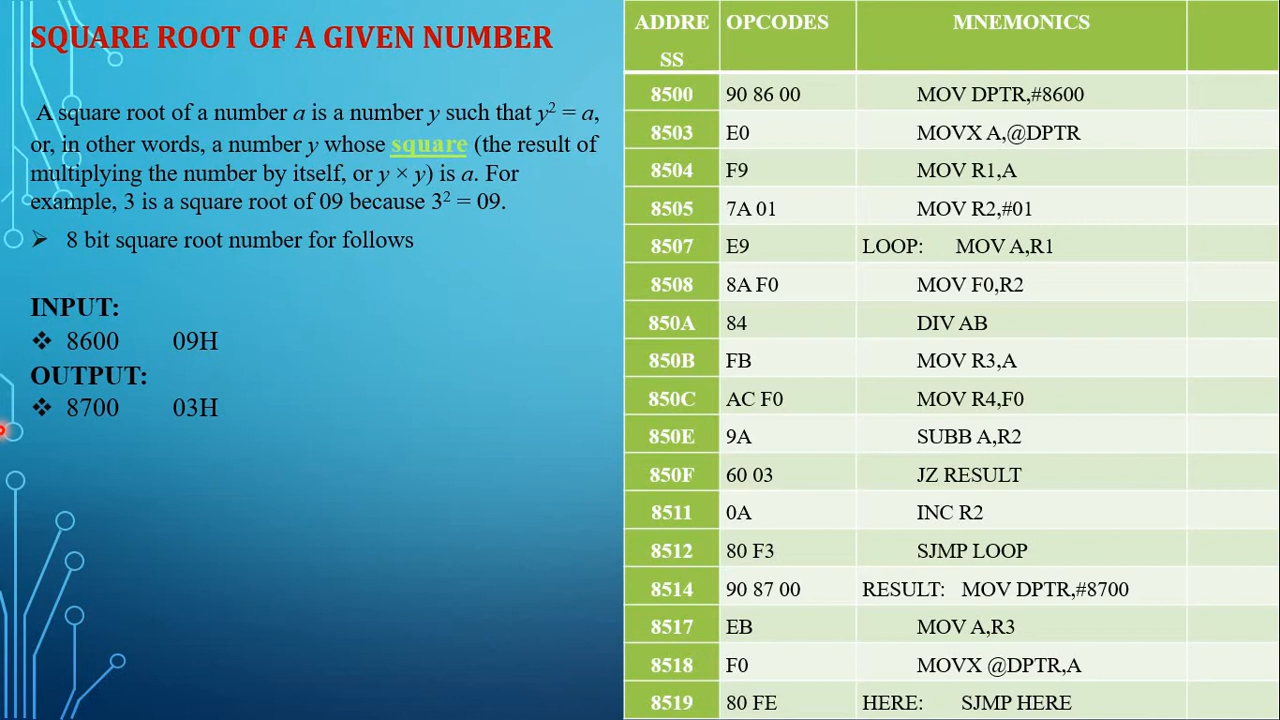 SQUARE ROOT OF A GIVEN NUMBER
A square root of a number a is a number y such that y² = a,
or, in other words, a number y whose square (the result of
multiplying the number by itself, or y × y) is a. For
example, 3 is a square root of 09 because 3² = 09.
➢ 8 bit square root number for follows
INPUT:
❖ 8600 09H
OUTPUT:
❖ 8700 03H
ADDRE
SS OPCODES MNEMONICS
8500 90 86 00 MOV DPTR,#8600
8503 E0 MOVX A,@DPTR
8504 F9 MOV R1,A
8505 7A 01 MOV R2,#01
8507 E9 LOOP: MOV A,R1
8508 8A F0 MOV F0,R2
850A 84 DIV AB
850B FB MOV R3,A
850C AC F0 MOV R4,F0
850E 9A SUBB A,R2
850F 60 03 JZ RESULT
8511 0A INC R2
8512 80 F3 SJMP LOOP
8514 90 87 00 RESULT: MOV DPTR,#8700
8517 EB MOV A,R3
8518 F0 MOVX @DPTR,A
8519 80 FE HERE: SJMP HERE